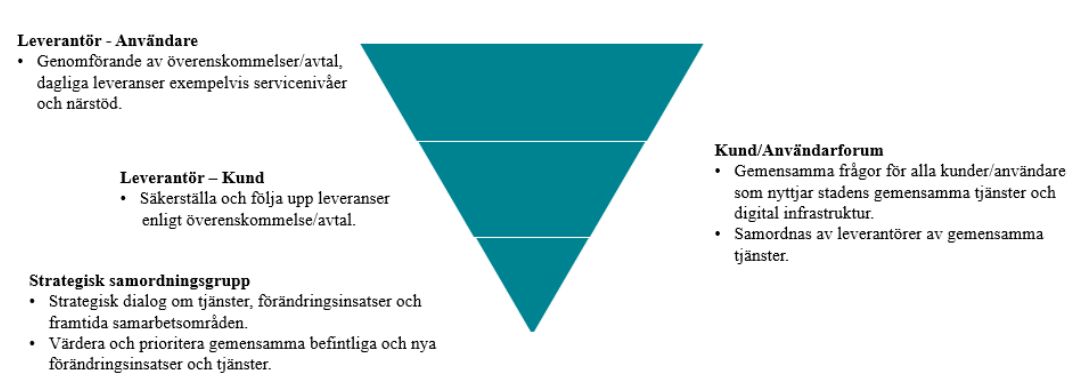 Leverantör - Användare
• Genomförande av överenskommelser/avtal,
dagliga leveranser exempelvis servicenivåer
och närstöd.
Leverantör – Kund
• Säkerställa och följa upp leveranser
enligt överenskommelse/avtal.
Strategisk samordningsgrupp
• Strategisk dialog om tjänster, förändringsinsatser och
framtida samarbetsområden.
• Värdera och prioritera gemensamma befintliga och nya
förändringsinsatser och tjänster.
Kund/Användarforum
• Gemensamma frågor för alla kunder/användare
som nyttjar stadens gemensamma tjänster och
digital infrastruktur.
• Samordnas av leverantörer av gemensamma
tjänster.